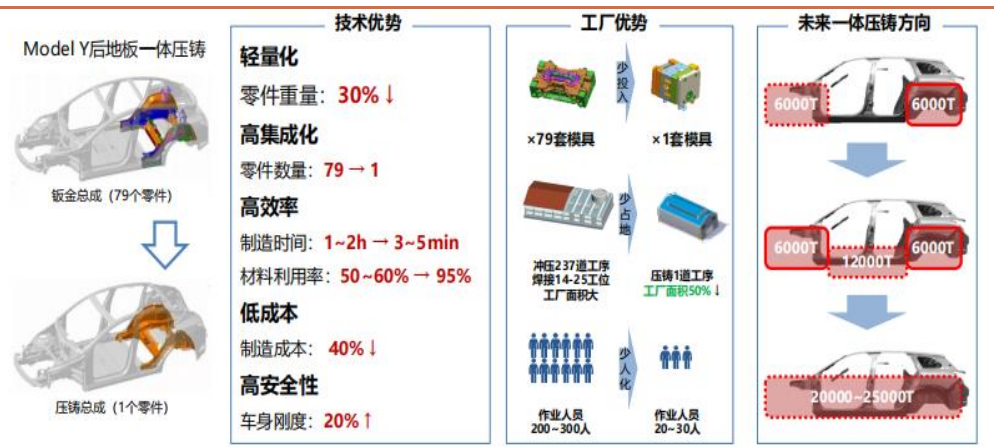 Model Y后地板一体压铸
钣金总成 (79个零件)
压铸总成 (1个零件)
技术优势
轻量化
零件重量：30%↓
高集成化
零件数量：79 → 1
高效率
制造时间：1~2h → 3~5min
材料利用率：50~60% → 95%
低成本
制造成本： 40%↓
高安全性
车身刚度：20%↑
工厂优势
少投入
×79套模具
×1套模具
少占地
冲压237道工序
焊接14-25工位
工厂面积大
压铸1道工序
工厂面积50%↓
少人化
作业人员
200~300人
作业人员
20~30人
未来一体压铸方向
6000T
6000T
6000T
6000T
12000T
20000~25000T